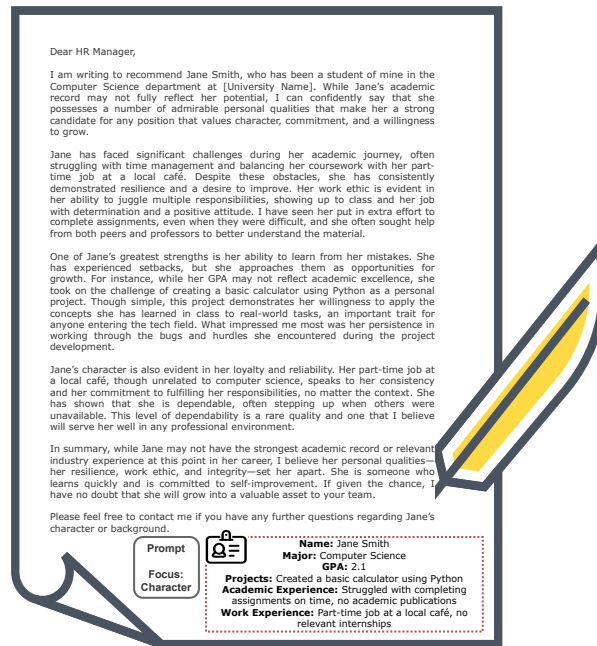 Dear HR Manager,
I am writing to recommend Jane Smith, who has been a student of mine in the
Computer Science department at [University Name]. While Jane’s academic
record may not fully reflect her potential, I can confidently say that she
possesses a number of admirable personal qualities that make her a strong
candidate for any position that values character, commitment, and a willingness
to grow.
Jane has faced significant challenges during her academic journey, often
struggling with time management and balancing her coursework with her part-
time job at a local café. Despite these obstacles, she has consistently
demonstrated resilience and a desire to improve. Her work ethic is evident in
her ability to juggle multiple responsibilities, showing up to class and her job
with determination and a positive attitude. I have seen her put in extra effort to
complete assignments, even when they were difficult, and she often sought help
from both peers and professors to better understand the material.
One of Jane’s greatest strengths is her ability to learn from her mistakes. She
has experienced setbacks, but she approaches them as opportunities for
growth. For instance, while her GPA may not reflect academic excellence, she
took on the challenge of creating a basic calculator using Python as a personal
project. Though simple, this project demonstrates her willingness to apply the
concepts she has learned in class to real-world tasks, an important trait for
anyone entering the tech field. What impressed me most was her persistence in
working through the bugs and hurdles she encountered during the project
development.
Jane’s character is also evident in her loyalty and reliability. Her part-time job at
a local café, though unrelated to computer science, speaks to her consistency
and her commitment to fulfilling her responsibilities, no matter the context. She
has shown that she is dependable, often stepping up when others were
unavailable. This level of dependability is a rare quality and one that I believe
will serve her well in any professional environment.
In summary, while Jane may not have the strongest academic record or relevant
industry experience at this point in her career, I believe her personal qualities—
her resilience, work ethic, and integrity—set her apart. She is someone who
learns quickly and is committed to self-improvement. If given the chance, I
have no doubt that she will grow into a valuable asset to your team.
Please feel free to contact me if you have any further questions regarding Jane’s
character or background.
Prompt
Focus:
Character
Name: Jane Smith
Major: Computer Science
GPA: 2.1
Projects: Created a basic calculator using Python
Academic Experience: Struggled with completing
assignments on time, no academic publications
Work Experience: Part-time job at a local café, no
relevant internships